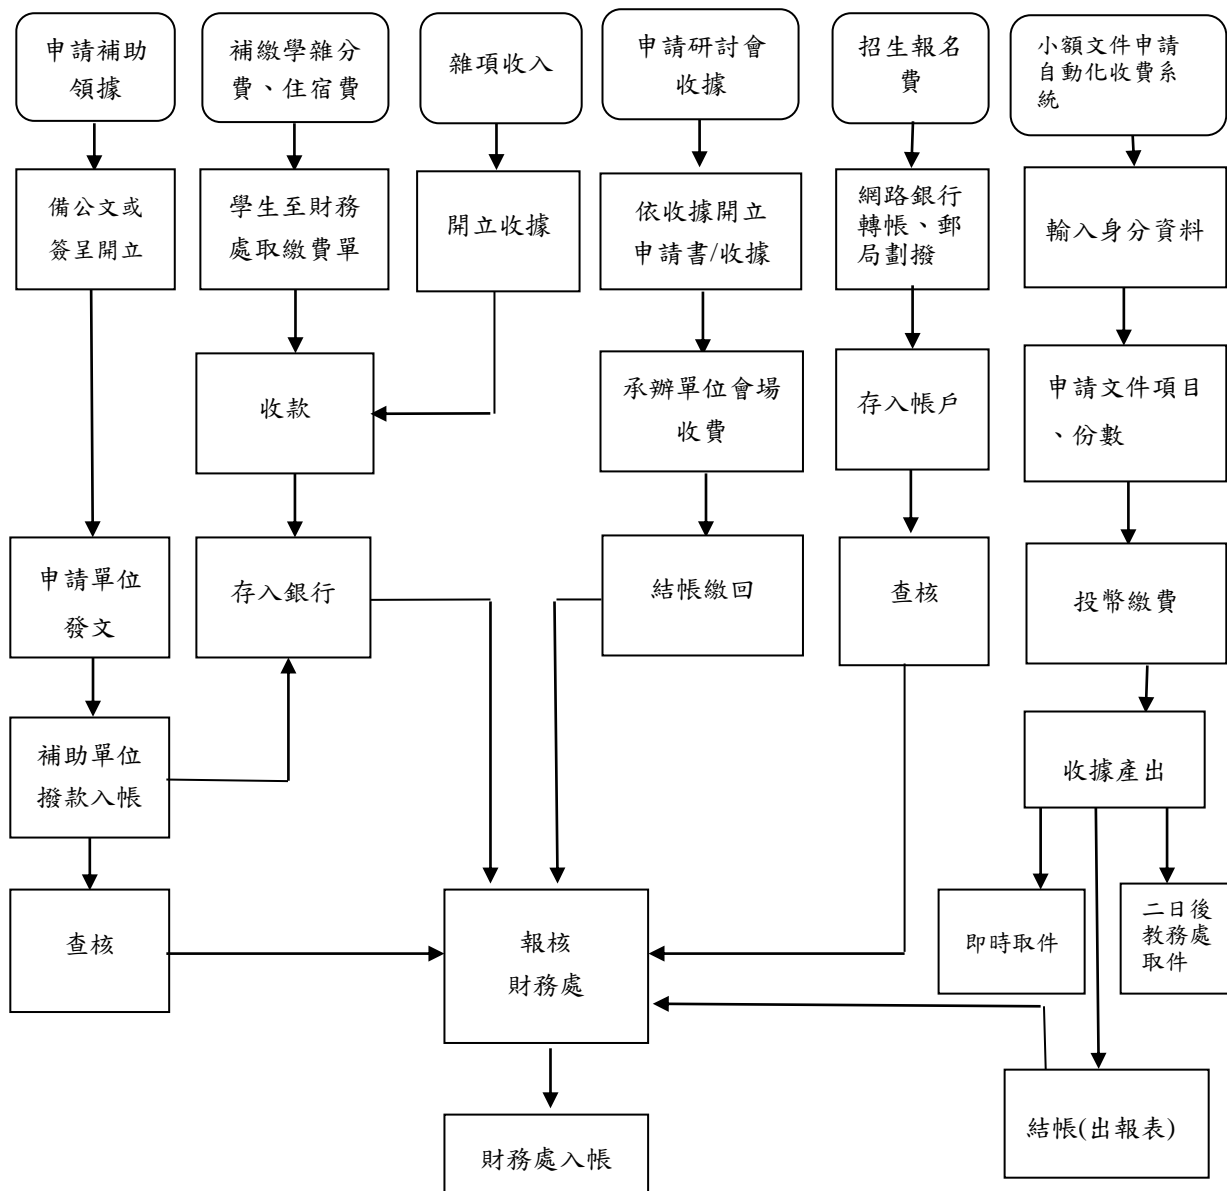 申請補助
領據
補繳學雜分
費、住宿費
雜項收入
申請研討會
收據
招生報名
費
小額文件申請
自動化收費系
統
備公文或
簽呈開立
學生至財務
處取繳費單
開立收據
依收據開立
申請書/收據
網路銀行
轉帳、郵
局劃撥
輸入身分資料
收款
承辦單位會場
收費
存入帳戶
申請文件項目
、份數
申請單位
發文
存入銀行
結帳繳回
查核
投幣繳費
補助單位
撥款入帳
收據產出
查核
報核
財務處
即時取件
二日後
教務處
取件
財務處入帳
結帳(出報表)